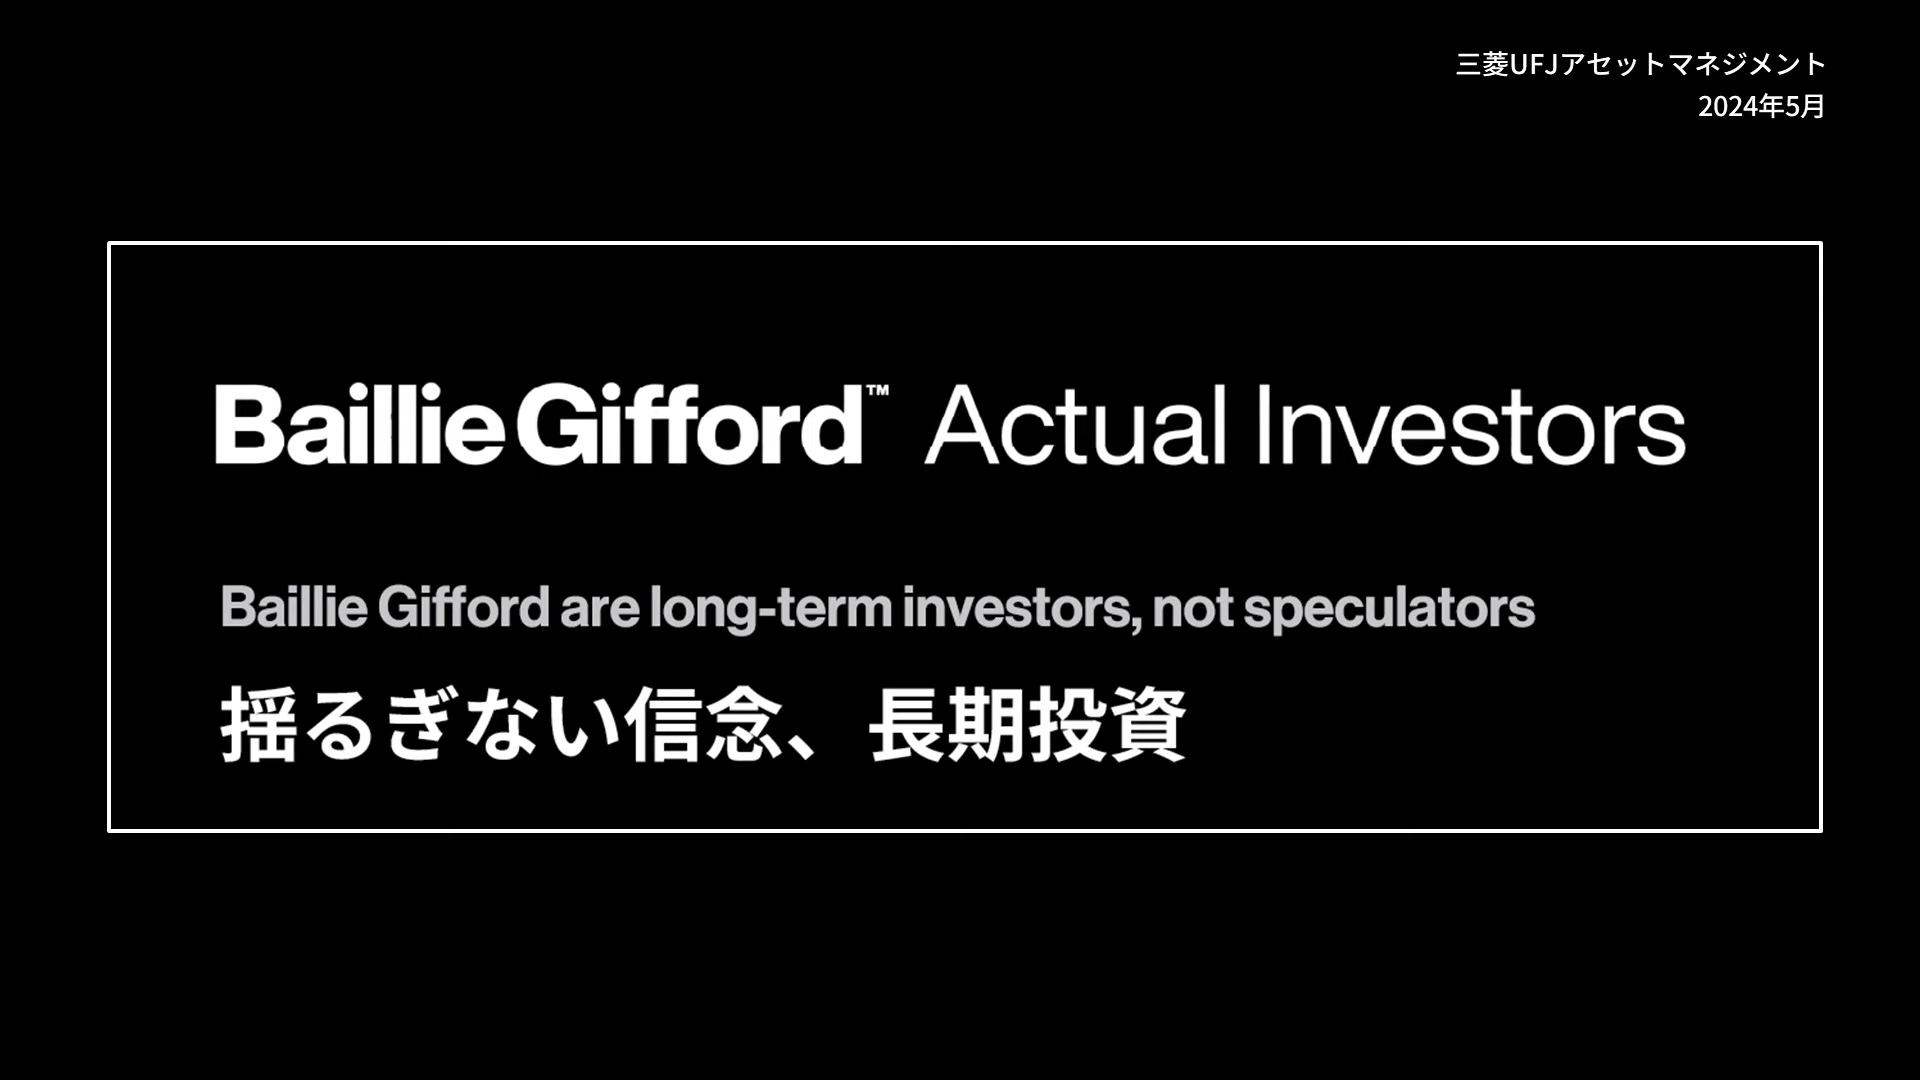 三菱UFJアセットマネジメント
2024年5月
Baillie Gifford™ Actual Investors
Baillie Gifford are long-term investors, not speculators
揺るぎない信念、長期投資